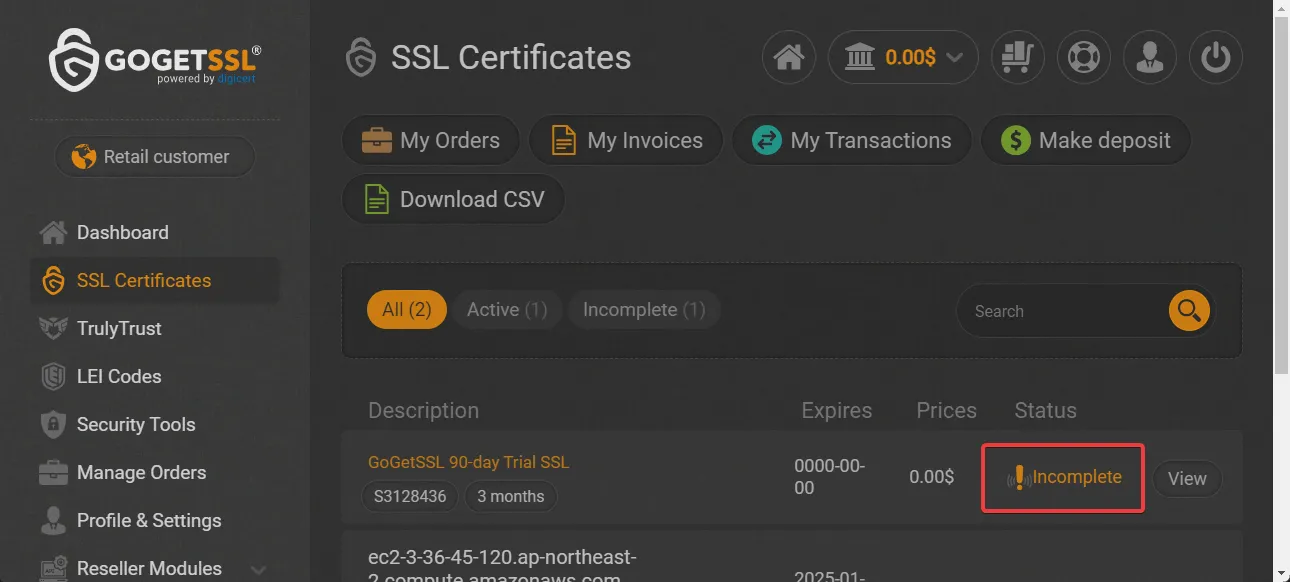 GOGETSSL®
powered by digicert
Retail customer
Dashboard
SSL Certificates
TrulyTrust
LEI Codes
Security Tools
Manage Orders
Profile & Settings
Reseller Modules
SSL Certificates
0.00$
My Orders
My Invoices
My Transactions
Make deposit
Download CSV
All (2)
Active (1)
Incomplete (1)
Search
Description
Expires
Prices
Status
GoGetSSL 90-day Trial SSL
S3128436
3 months
0000-00-
00
0.00$
Incomplete
View
ec2-3-36-45-120.ap-northeast-
2.compute.amazonaws.com
2025-01-